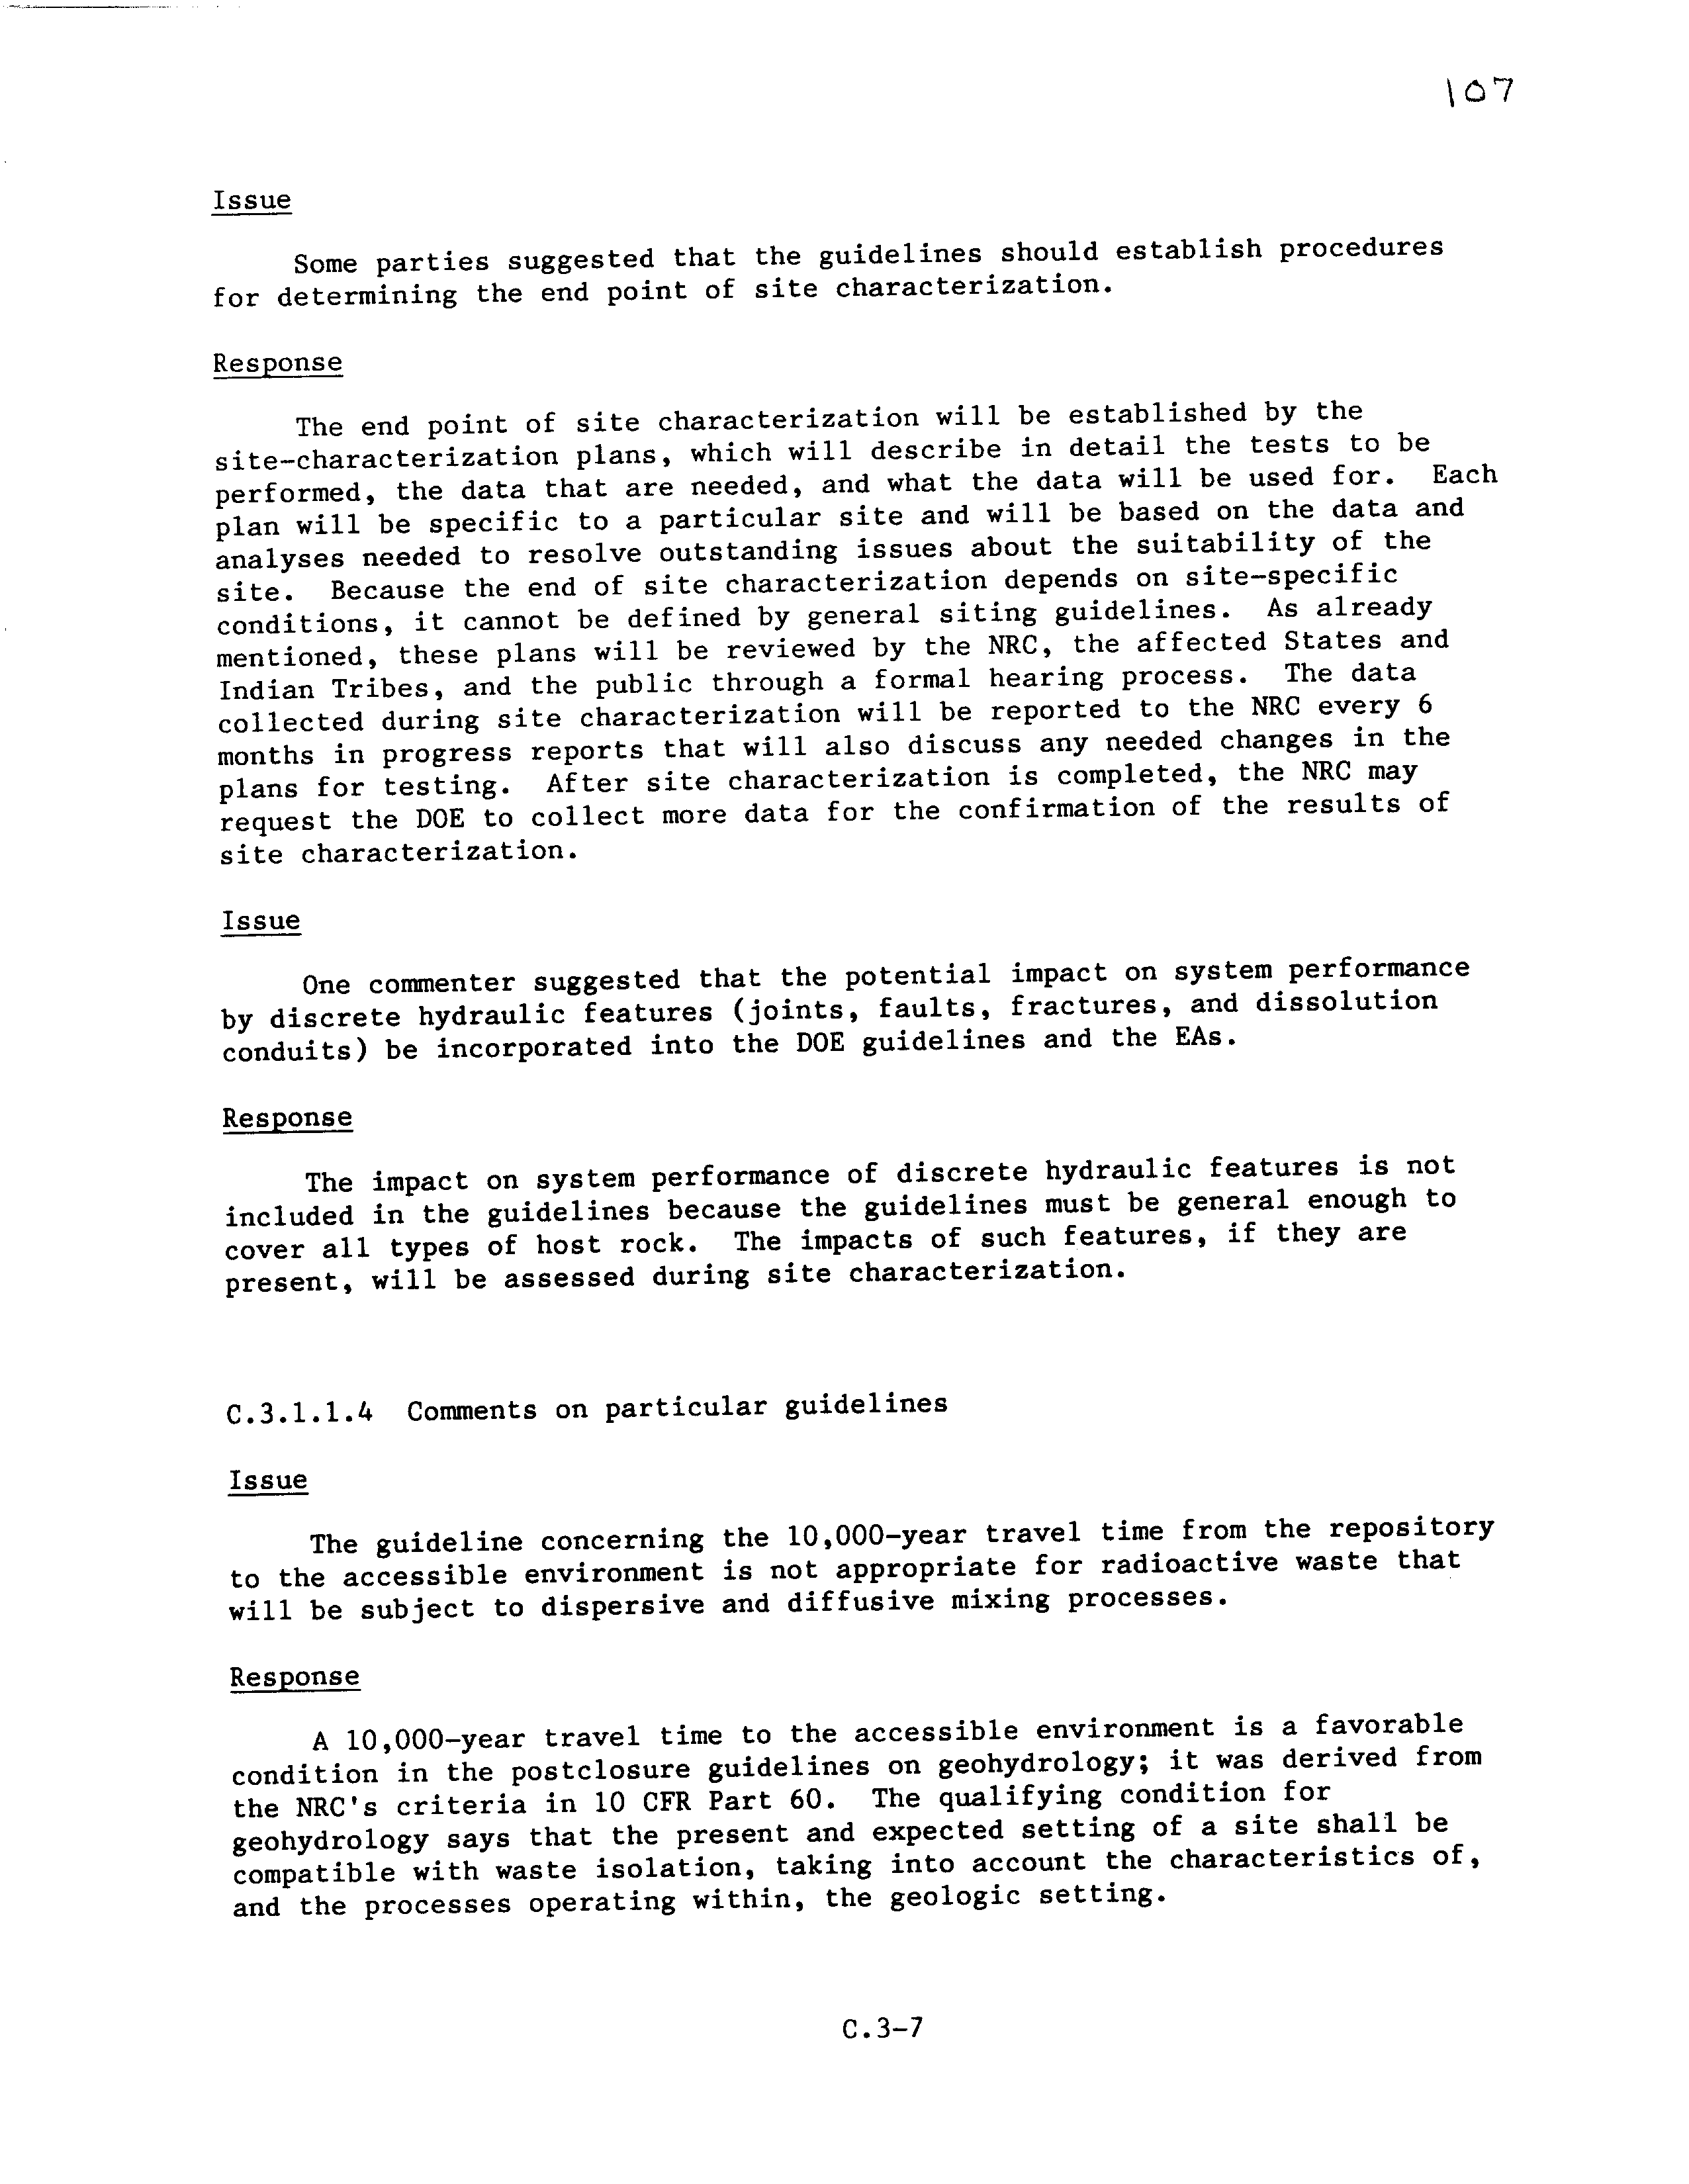 107
Issue
Some parties suggested that the guidelines should establish procedures
for determining the end point of site characterization.
Response
The end point of site characterization will be established by the
site-characterization plans, which will describe in detail the tests to be
performed, the data that are needed, and what the data will be used for. Each
plan will be specific to a particular site and will be based on the data and
analyses needed to resolve outstanding issues about the suitability of the
site. Because the end of site characterization depends on site-specific
conditions, it cannot be defined by general siting guidelines. As already
mentioned, these plans will be reviewed by the NRC, the affected States and
Indian Tribes, and the public through a formal hearing process. The data
collected during site characterization will be reported to the NRC every 6
months in progress reports that will also discuss any needed changes in the
plans for testing. After site characterization is completed, the NRC may
request the DOE to collect more data for the confirmation of the results of
site characterization.
Issue
One commenter suggested that the potential impact on system performance
by discrete hydraulic features (joints, faults, fractures, and dissolution
conduits) be incorporated into the DOE guidelines and the EAs.
Response
The impact on system performance of discrete hydraulic features is not
included in the guidelines because the guidelines must be general enough to
cover all types of host rock. The impacts of such features, if they are
present, will be assessed during site characterization.
C.3.1.1.4 Comments on particular guidelines
Issue
The guideline concerning the 10,000-year travel time from the repository
to the accessible environment is not appropriate for radioactive waste that
will be subject to dispersive and diffusive mixing processes.
Response
A 10,000-year travel time to the accessible environment is a favorable
condition in the postclosure guidelines on geohydrology; it was derived from
the NRC's criteria in 10 CFR Part 60. The qualifying condition for
geohydrology says that the present and expected setting of a site shall be
compatible with waste isolation, taking into account the characteristics of,
and the processes operating within, the geologic setting.
C.3-7